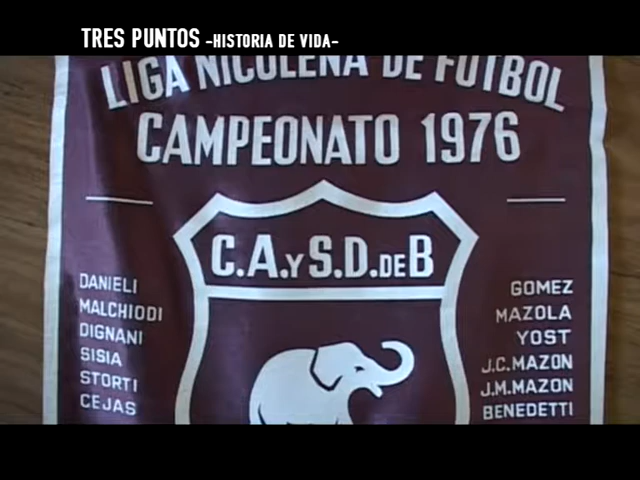 TRES PUNTOS -HISTORIA DE VIDA-
LIGA NICOLEÑA DE FUTBOL
CAMPEONATO 1976
C.A.Y S.D.DE B
DANIELI
MALCHIODI
DIGNANI
SISIA
STORTI
CEJAS
GOMEZ
MAZOLA
YOST
J.C.MAZON
J.M.MAZON
BENEDETTI